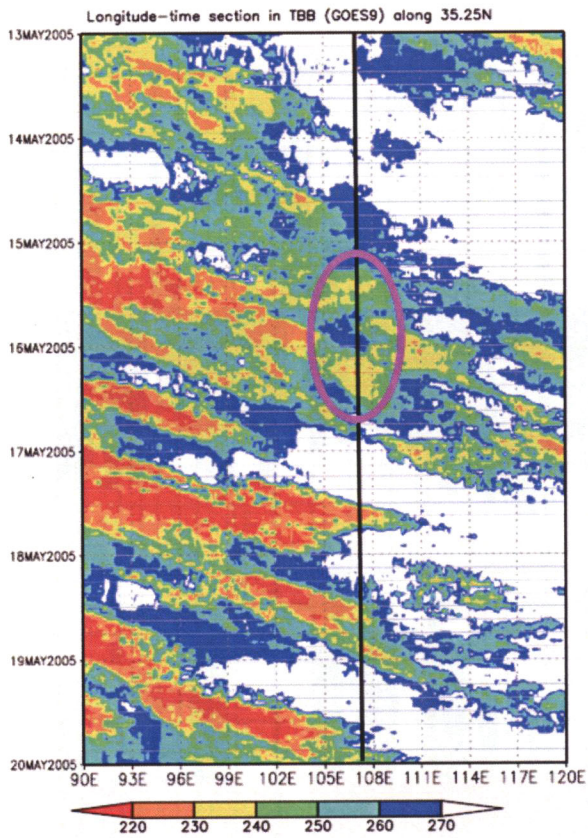 Longitude-time section in TBB (GOES9) along 35.25N
13MAY2005
14MAY2005
15MAY2005
16MAY2005
17MAY2005
18MAY2005
19MAY2005
20MAY2005
90E 93E 96E 99E 102E 105E 108E 111E 114E 117E 120E
220 230 240 250 260 270